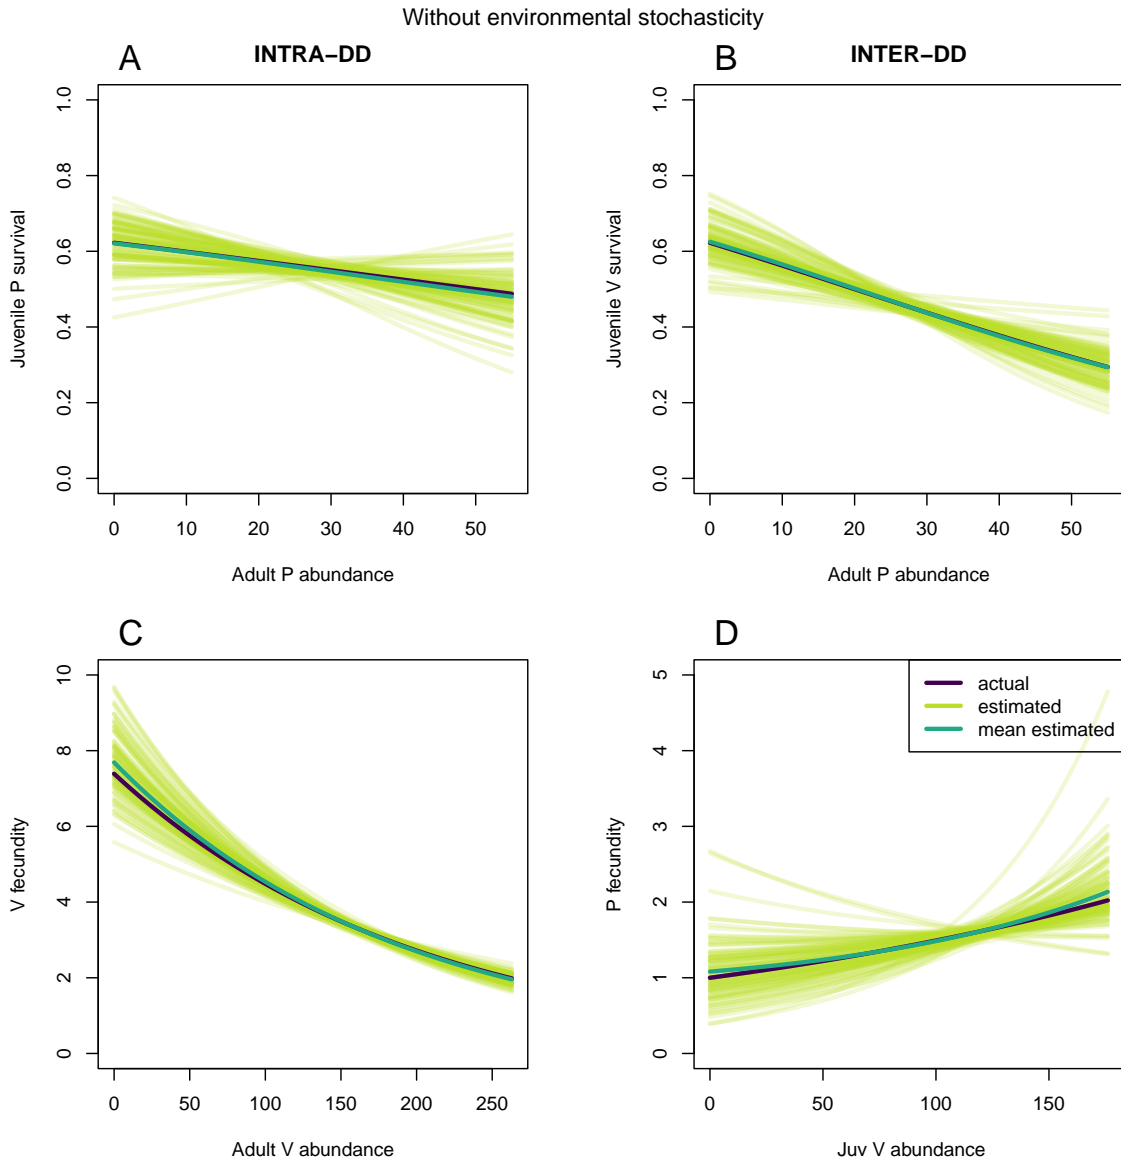 Without environmental stochasticity
A
INTRA−DD
B
INTER−DD
Juvenile P survival
0.0 0.2 0.4 0.6 0.8 1.0
0 10 20 30 40 50
Adult P abundance
Juvenile V survival
0.0 0.2 0.4 0.6 0.8 1.0
0 10 20 30 40 50
Adult P abundance
C
V fecundity
0 2 4 6 8 10
0 50 100 150 200 250
Adult V abundance
D
P fecundity
0 1 2 3 4 5
actual
estimated
mean estimated
0 50 100 150
Juv V abundance